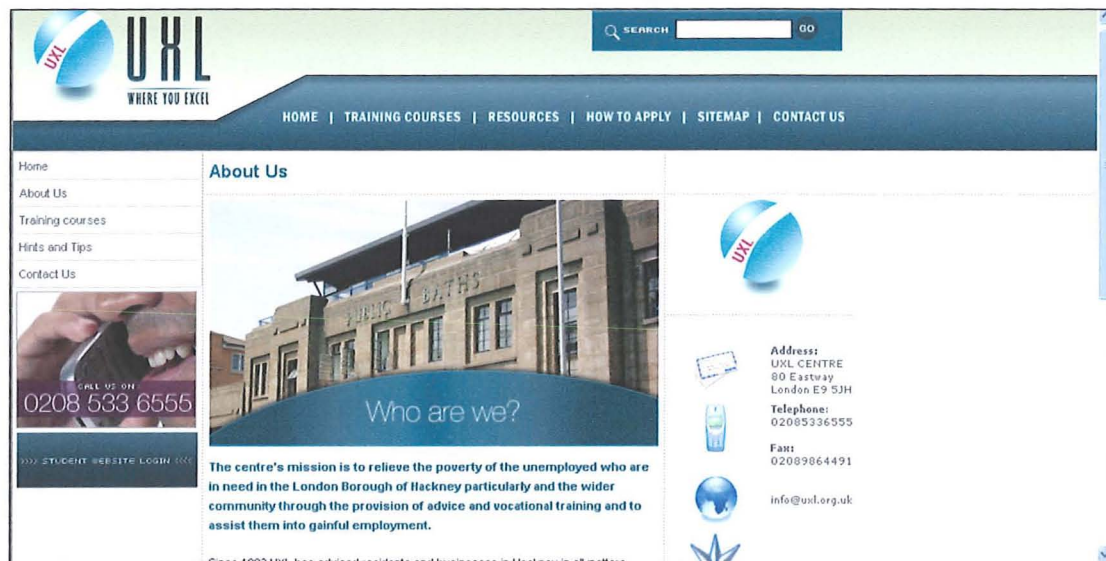 UXL
UXL
WHERE YOU EXCEL
SEARCH
GO
HOME | TRAINING COURSES | RESOURCES | HOW TO APPLY | SITEMAP | CONTACT US
Home
About Us
Training courses
Hints and Tips
Contact Us
CALL US ON
0208 533 6555
>>>> STUDENT WEBSITE LOGIN <<<<
About Us
PUBLIC BATHS
Who are we?
The centre's mission is to relieve the poverty of the unemployed who are
in need in the London Borough of Hackney particularly and the wider
community through the provision of advice and vocational training and to
assist them into gainful employment.
UXL
Address:
UXL CENTRE
80 Eastway
London E9 5JH
Telephone:
02085336555
Fax:
02089864491
info@uxl.org.uk